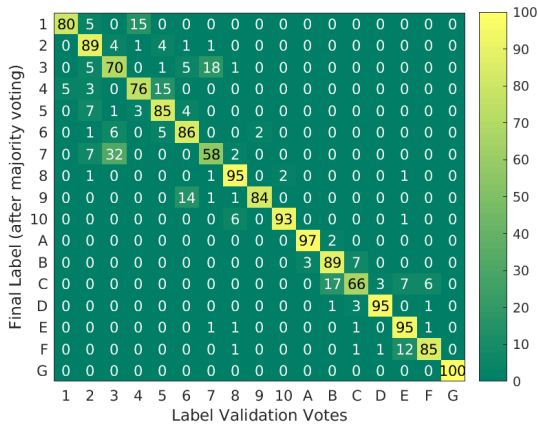 1 80 5 0 15 0 0 0 0 0 0 0 0 0 0 0 0 0
2 0 89 4 1 4 1 1 0 0 0 0 0 0 0 0 0 0
3 0 5 70 0 1 5 18 1 0 0 0 0 0 0 0 0 0
4 5 3 0 76 15 0 0 0 0 0 0 0 0 0 0 0 0
5 0 7 1 3 85 4 0 0 0 0 0 0 0 0 0 0 0
6 0 1 6 0 5 86 0 0 2 0 0 0 0 0 0 0 0
7 0 7 32 0 0 0 58 2 0 0 0 0 0 0 0 0 0
8 0 1 0 0 0 0 1 95 0 2 0 0 0 0 1 0 0
9 0 0 0 0 0 14 1 1 84 0 0 0 0 0 0 0 0
10 0 0 0 0 0 0 0 6 0 93 0 0 0 0 1 0 0
A 0 0 0 0 0 0 0 0 0 0 97 2 0 0 0 0 0
B 0 0 0 0 0 0 0 0 0 0 3 89 7 0 0 0 0
C 0 0 0 0 0 0 0 0 0 0 0 17 66 3 7 6 0
D 0 0 0 0 0 0 0 0 0 0 0 1 3 95 0 1 0
E 0 0 0 0 0 0 1 1 0 0 0 0 1 0 95 1 0
F 0 0 0 0 0 0 0 1 0 0 0 0 1 1 12 85 0
G 0 0 0 0 0 0 0 0 0 0 0 0 0 0 0 0 100
1 2 3 4 5 6 7 8 9 10 A B C D E F G
Label Validation Votes
Final Label (after majority voting)
100
90
80
70
60
50
40
30
20
10
0